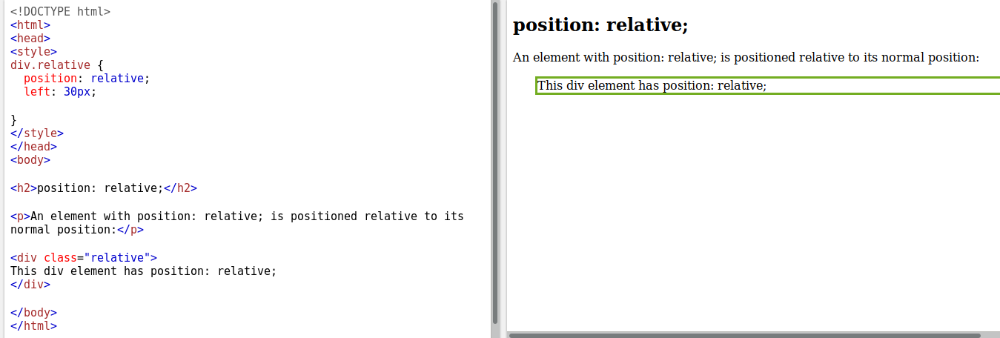 <!DOCTYPE html>
<html>
<head>
<style>
div.relative {
  position: relative;
  left: 30px;

}
</style>
</head>
<body>

<h2>position: relative;</h2>

<p>An element with position: relative; is positioned relative to its
normal position:</p>

<div class="relative">
This div element has position: relative;
</div>

</body>
</html>
position: relative;
An element with position: relative; is positioned relative to its normal position:
This div element has position: relative;